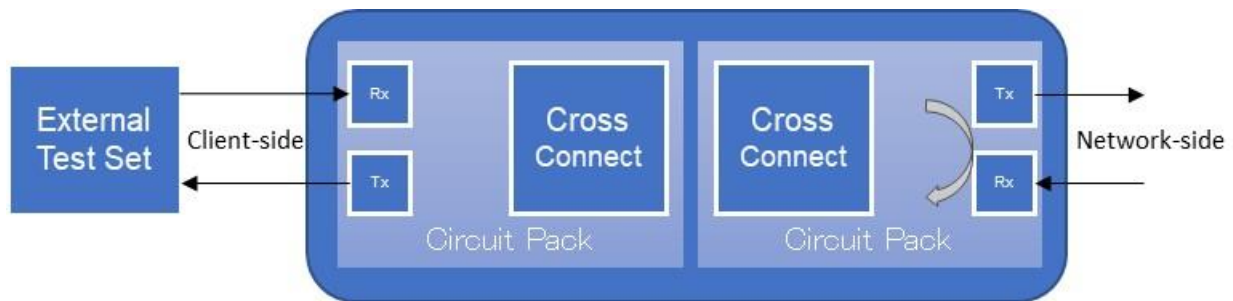 External
Test Set
Client-side
Rx
Tx
Cross
Connect
Circuit Pack
Cross
Connect
Circuit Pack
Tx
Rx
Network-side